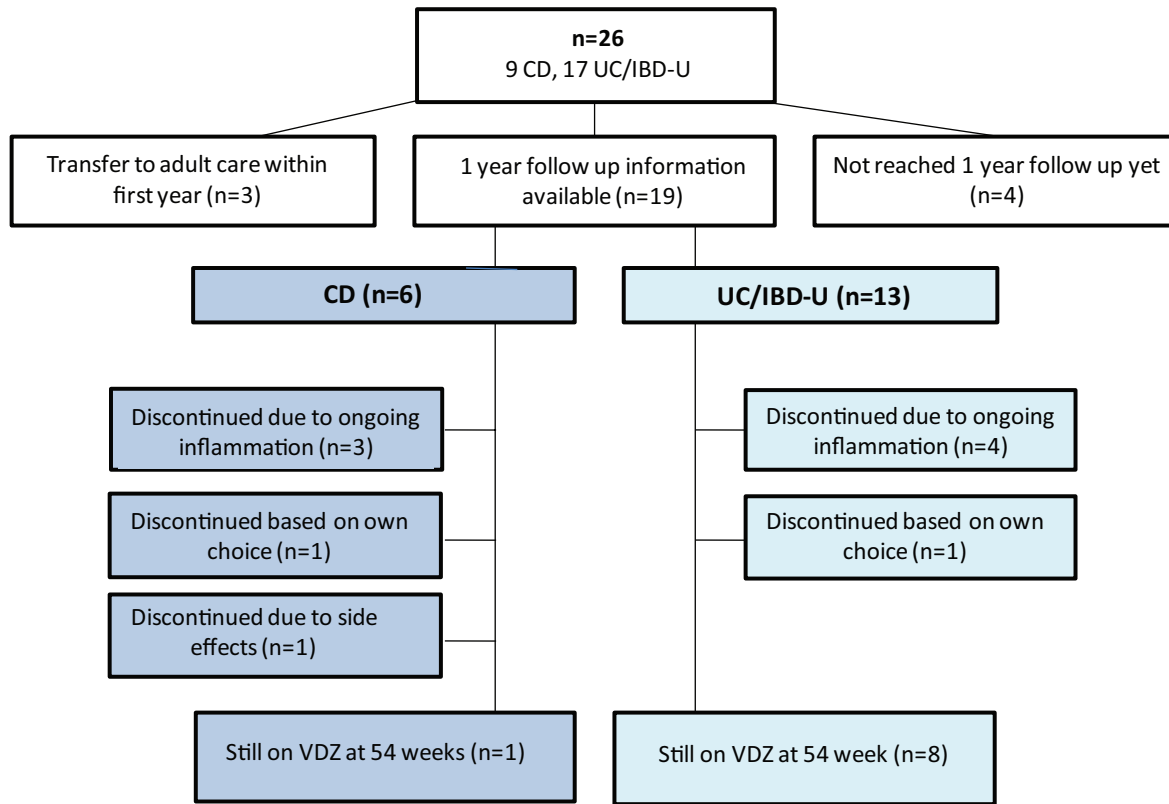 n=26
9 CD, 17 UC/IBD-U
Transfer to adult care within
first year (n=3)
1 year follow up information
available (n=19)
Not reached 1 year follow up yet
(n=4)
CD (n=6)
UC/IBD-U (n=13)
Discontinued due to ongoing
inflammation (n=3)
Discontinued due to ongoing
inflammation (n=4)
Discontinued based on own
choice (n=1)
Discontinued based on own
choice (n=1)
Discontinued due to side
effects (n=1)
Still on VDZ at 54 weeks (n=1)
Still on VDZ at 54 week (n=8)